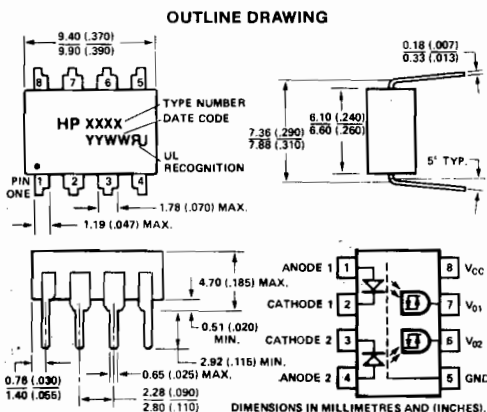 OUTLINE DRAWING
9.40 (.370)
9.90 (.390)
8 7 6 5
HP XXXX
YYWW
TYPE NUMBER
DATE CODE
UL
RECOGNITION
PIN
ONE
1 2 3 4
1.78 (.070) MAX.
1.19 (.047) MAX.
0.18 (.007)
0.33 (.013)
7.36 (.290)
7.88 (.310)
6.10 (.240)
6.60 (.260)
5° TYP.
4.70 (.185) MAX.
0.51 (.020)
MIN.
2.92 (.115) MIN.
0.76 (.030)
1.40 (.055)
0.65 (.025) MAX.
2.28 (.090)
2.80 (.110)
ANODE 1 1 8 VCC
CATHODE 1 2 7 V01
CATHODE 2 3 6 V02
ANODE 2 4 5 GND
DIMENSIONS IN MILLIMETRES AND (INCHES).